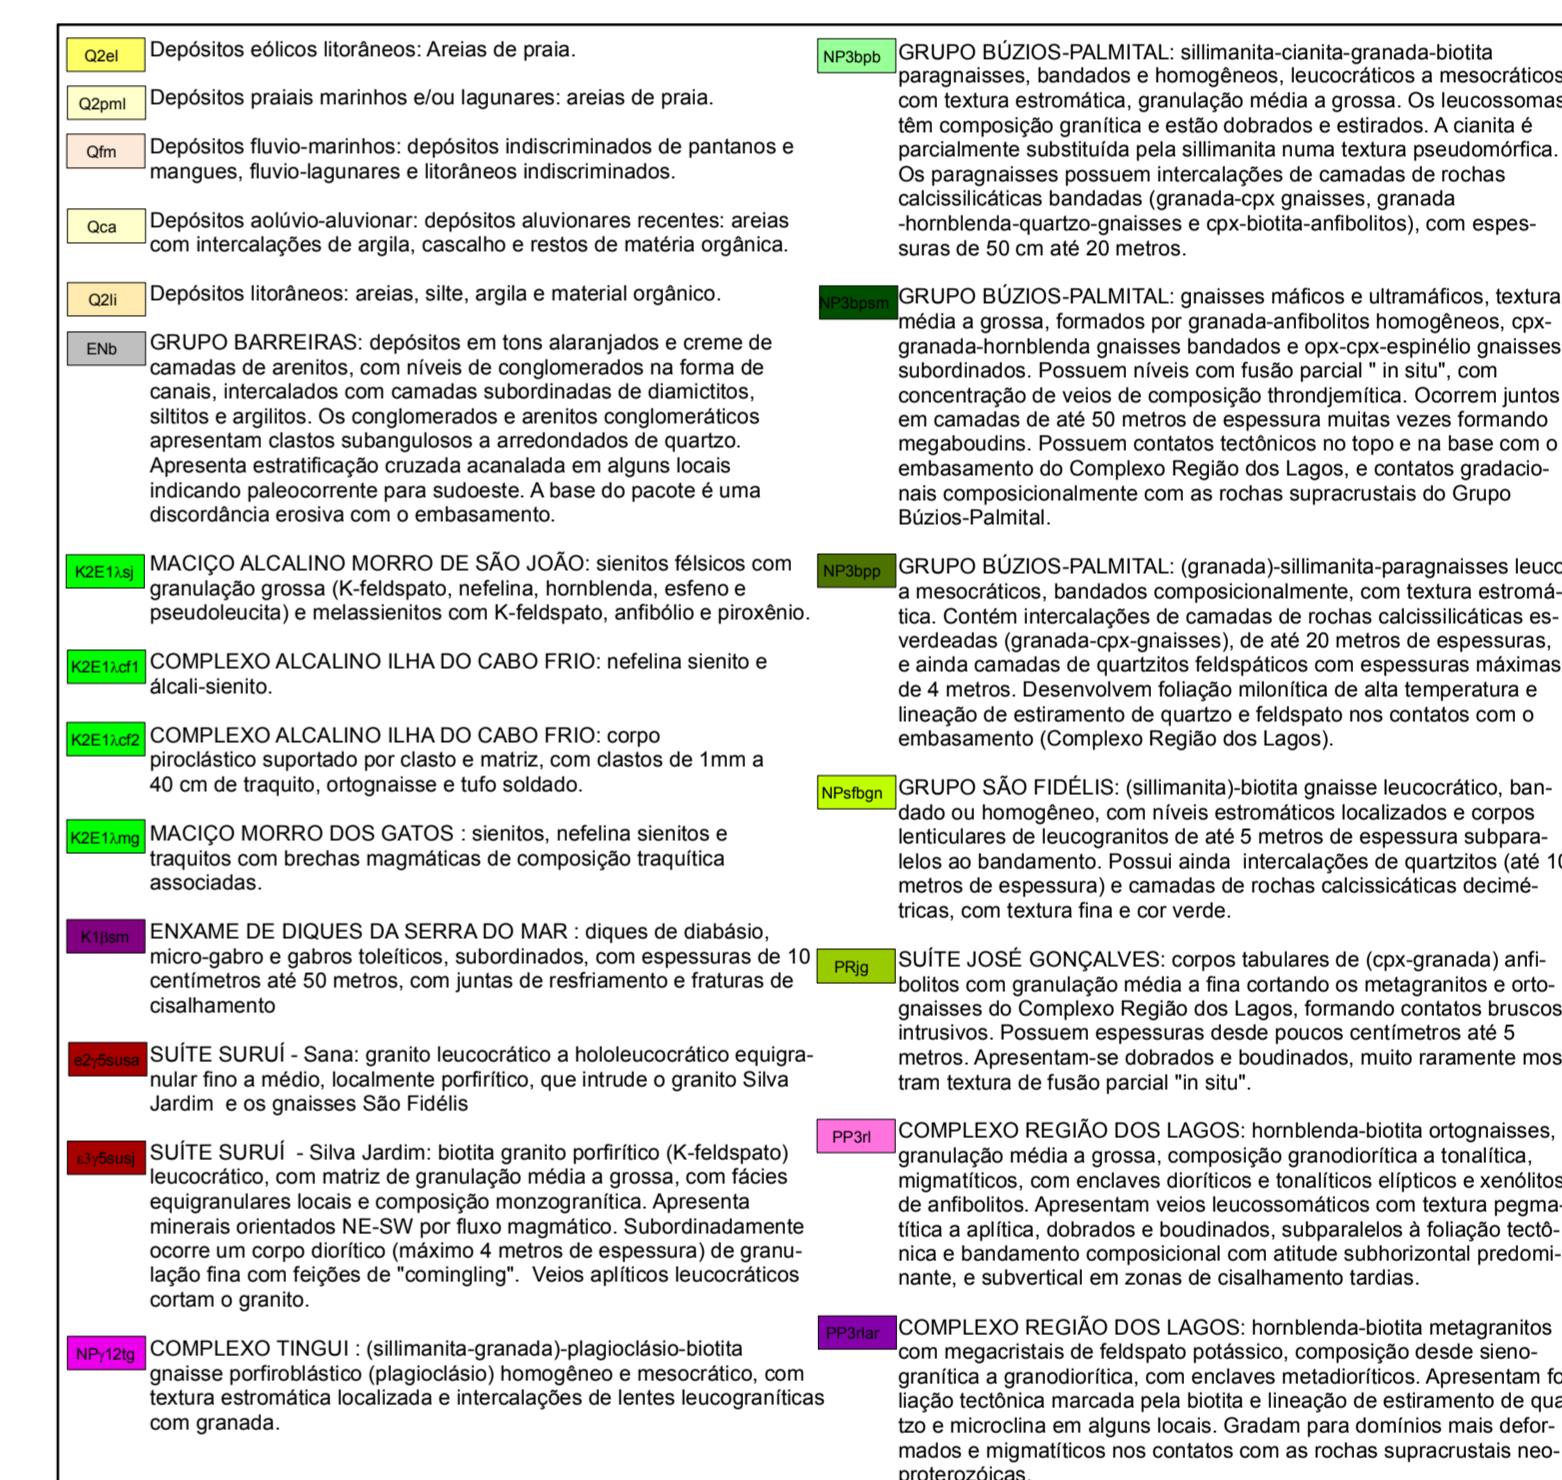 Q2el Depósitos eólicos litorâneos: Areias de praia.
Q2pml Depósitos praiais marinhos e/ou lagunares: areias de praia.
Qfm Depósitos fluvio-marinhos: depósitos indiscriminados de pantanos e
mangues, fluvio-lagunares e litorâneos indiscriminados.
Qca Depósitos aolúvio-aluvionar: depósitos aluvionares recentes: areias
com intercalações de argila, cascalho e restos de matéria orgânica.
Q2li Depósitos litorâneos: areias, silte, argila e material orgânico.
ENb GRUPO BARREIRAS: depósitos em tons alaranjados e creme de
camadas de arenitos, com níveis de conglomerados na forma de
canais, intercalados com camadas subordinadas de diamictitos,
siltitos e argilitos. Os conglomerados e arenitos conglomeráticos
apresentam clastos subangulosos a arredondados de quartzo.
Apresenta estratificação cruzada acanalada em alguns locais
indicando paleocorrente para sudoeste. A base do pacote é uma
discordância erosiva com o embasamento.
K2E1λsj MACIÇO ALCALINO MORRO DE SÃO JOÃO: sienitos félsicos com
granulação grossa (K-feldspato, nefelina, hornblenda, esfeno e
pseudoleucita) e melassienitos com K-feldspato, anfibólio e piroxênio.
K2E1λcf1 COMPLEXO ALCALINO ILHA DO CABO FRIO: nefelina sienito e
álcali-sienito.
K2E1λcf2 COMPLEXO ALCALINO ILHA DO CABO FRIO: corpo
piroclástico suportado por clasto e matriz, com clastos de 1mm a
40 cm de traquito, ortognaisse e tufo soldado.
K2E1λmg MACIÇO MORRO DOS GATOS : sienitos, nefelina sienitos e
traquitos com brechas magmáticas de composição traquítica
associadas.
K1βsm ENXAME DE DIQUES DA SERRA DO MAR : diques de diabásio,
micro-gabro e gabros toleíticos, subordinados, com espessuras de 10
centímetros até 50 metros, com juntas de resfriamento e fraturas de
cisalhamento
e2γ5susa SUÍTE SURUÍ - Sana: granito leucocrático a hololeucocrático equigra-
nular fino a médio, localmente porfirítico, que intrude o granito Silva
Jardim e os gnaisses São Fidélis
ε3γ5susj SUÍTE SURUÍ - Silva Jardim: biotita granito porfirítico (K-feldspato)
leucocrático, com matriz de granulação média a grossa, com fácies
equigranulares locais e composição monzogranítica. Apresenta
minerais orientados NE-SW por fluxo magmático. Subordinadamente
ocorre um corpo diorítico (máximo 4 metros de espessura) de granu-
lação fina com feições de "comingling". Veios aplíticos leucocráticos
cortam o granito.
NPγ12tg COMPLEXO TINGUI : (sillimanita-granada)-plagioclásio-biotita
gnaisse porfiroblástico (plagioclásio) homogêneo e mesocrático, com
textura estromática localizada e intercalações de lentes leucograníticas
com granada.
NP3bpb GRUPO BÚZIOS-PALMITAL: sillimanita-cianita-granada-biotita
paragnaisses, bandados e homogêneos, leucocráticos a mesocráticos
com textura estromática, granulação média a grossa. Os leucossomas
têm composição granítica e estão dobrados e estirados. A cianita é
parcialmente substituída pela sillimanita numa textura pseudomórfica.
Os paragnaisses possuem intercalações de camadas de rochas
calcissilicáticas bandadas (granada-cpx gnaisses, granada
-hornblenda-quartzo-gnaisses e cpx-biotita-anfibolitos), com espes-
suras de 50 cm até 20 metros.
NP3bpsm GRUPO BÚZIOS-PALMITAL: gnaisses máficos e ultramáficos, textura
média a grossa, formados por granada-anfibolitos homogêneos, cpx-
granada-hornblenda gnaisses bandados e opx-cpx-espinélio gnaisses
subordinados. Possuem níveis com fusão parcial " in situ", com
concentração de veios de composição throndjemítica. Ocorrem juntos
em camadas de até 50 metros de espessura muitas vezes formando
megaboudins. Possuem contatos tectônicos no topo e na base com o
embasamento do Complexo Região dos Lagos, e contatos gradacio-
nais composicionalmente com as rochas supracrustais do Grupo
Búzios-Palmital.
NP3bpp GRUPO BÚZIOS-PALMITAL: (granada)-sillimanita-paragnaisses leuco
a mesocráticos, bandados composicionalmente, com textura estromá-
tica. Contém intercalações de camadas de rochas calcissilicáticas es-
verdeadas (granada-cpx-gnaisses), de até 20 metros de espessuras,
e ainda camadas de quartzitos feldspáticos com espessuras máximas
de 4 metros. Desenvolvem foliação milonítica de alta temperatura e
lineação de estiramento de quartzo e feldspato nos contatos com o
embasamento (Complexo Região dos Lagos).
NPsfbgn GRUPO SÃO FIDÉLIS: (sillimanita)-biotita gnaisse leucocrático, ban-
dado ou homogêneo, com níveis estromáticos localizados e corpos
lenticulares de leucogranitos de até 5 metros de espessura subpara-
lelos ao bandamento. Possui ainda intercalações de quartzitos (até 10
metros de espessura) e camadas de rochas calcissicáticas decimé-
tricas, com textura fina e cor verde.
PRjg SUÍTE JOSÉ GONÇALVES: corpos tabulares de (cpx-granada) anfi-
bolitos com granulação média a fina cortando os metagranitos e orto-
gnaisses do Complexo Região dos Lagos, formando contatos bruscos
intrusivos. Possuem espessuras desde poucos centímetros até 5
metros. Apresentam-se dobrados e boudinados, muito raramente mos
tram textura de fusão parcial "in situ".
PP3rl COMPLEXO REGIÃO DOS LAGOS: hornblenda-biotita ortognaisses,
granulação média a grossa, composição granodiorítica a tonalítica,
migmatíticos, com enclaves dioríticos e tonalíticos elípticos e xenólitos
de anfibolitos. Apresentam veios leucossomáticos com textura pegma-
títica a aplítica, dobrados e boudinados, subparalelos à foliação tectô-
nica e bandamento composicional com atitude subhorizontal predomi-
nante, e subvertical em zonas de cisalhamento tardias.
PP3rlar COMPLEXO REGIÃO DOS LAGOS: hornblenda-biotita metagranitos
com megacristais de feldspato potássico, composição desde sieno-
granítica a granodiorítica, com enclaves metadioríticos. Apresentam fo
liação tectônica marcada pela biotita e lineação de estiramento de qua
tzo e microclina em alguns locais. Gradam para domínios mais defor-
mados e migmatíticos nos contatos com as rochas supracrustais neo-
proterozóicas.